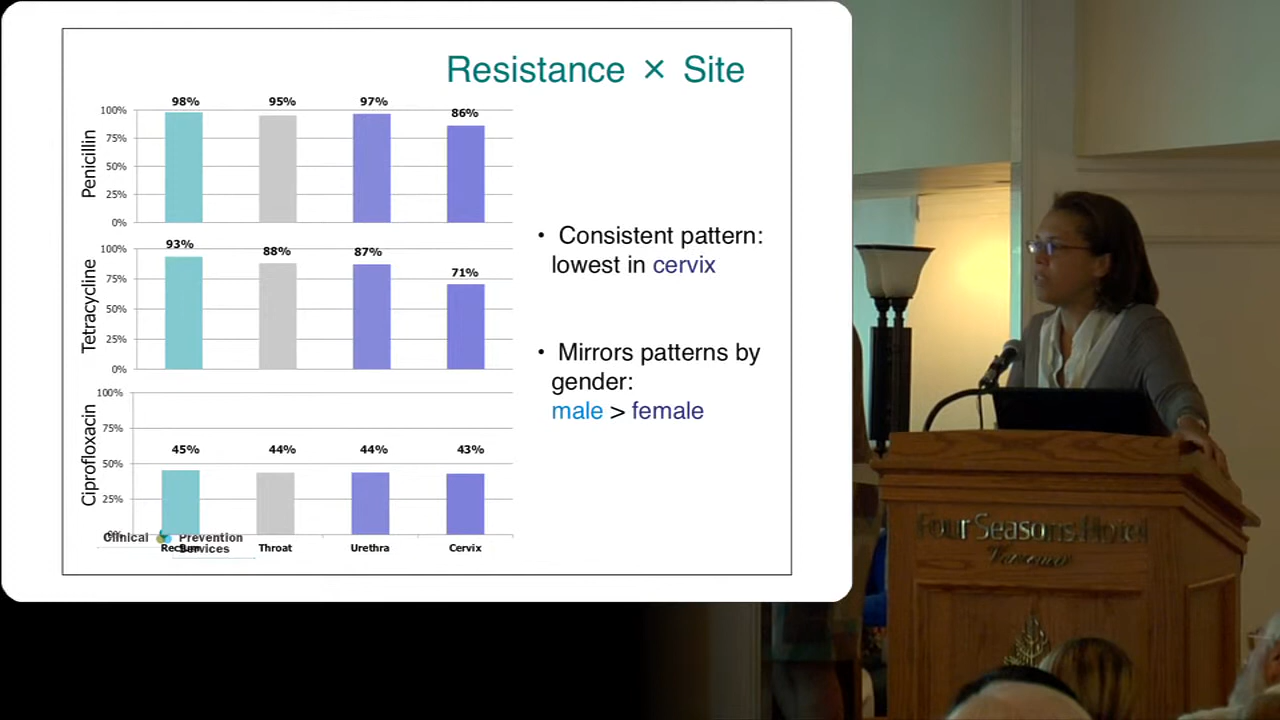 Resistance × Site
Penicillin
100%
75%
50%
25%
0%
98%
95%
97%
86%
Tetracycline
100%
75%
50%
25%
0%
93%
88%
87%
71%
Ciprofloxacin
100%
75%
50%
25%
45%
44%
44%
43%
Throat
Urethra
Cervix
Clinical Prevention
Services
• Consistent pattern:
lowest in cervix
• Mirrors patterns by
gender:
male > female
Four Seasons Hotel
Vancouver